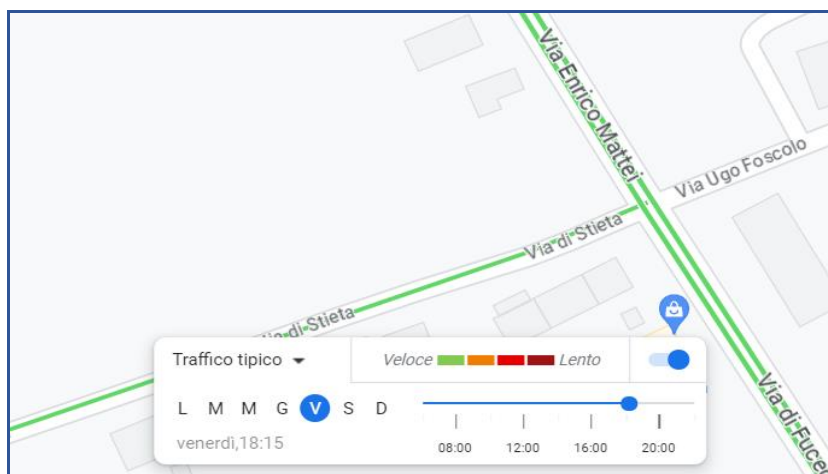 Via Enrico Mattei
Via Ugo Foscolo
Via di Stieta
Via di Stieta
Traffico tipico
Veloce Lento
L M M G V S D
venerdì,18:15
08:00 12:00 16:00 20:00
Via di Fuce